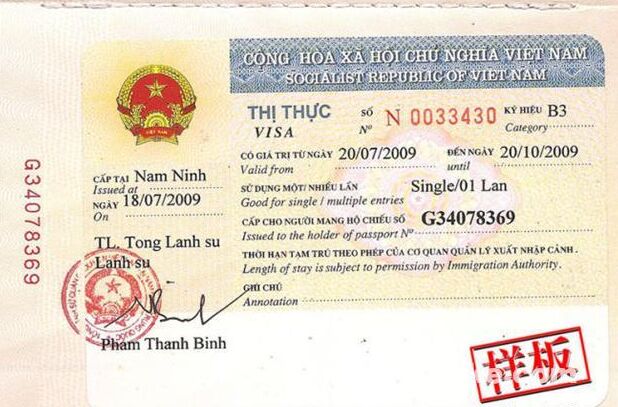 CỘNG HÒA XÃ HỘI CHỦ NGHĨA VIỆT NAM
SOCIALIST REPUBLIC OF VIET NAM
THỊ THỰC SỐ N 0033430 KÝ HIỆU B3
VISA Nº Category
CÓ GIÁ TRỊ TỪ NGÀY 20/07/2009 ĐẾN NGÀY 20/10/2009
Valid from until
CẤP TẠI Nam Ninh
Issued at
NGÀY 18/07/2009
On
SỬ DỤNG MỘT/ NHIỀU LẦN Single/01 Lan
Good for single / multiple entries
CẤP CHO NGƯỜI MANG HỘ CHIẾU SỐ G34078369
Issued to the holder of passport Nº
THỜI HẠN TẠM TRÚ THEO PHÉP CỦA CƠ QUAN QUẢN LÝ XUẤT NHẬP CẢNH.
Length of stay is subject to permission by Immigration Authority.
GHI CHÚ
Annotation
TL. Tong Lanh su
Lanh su
Pham Thanh Binh
G34078369
VIỆT NAM
样板